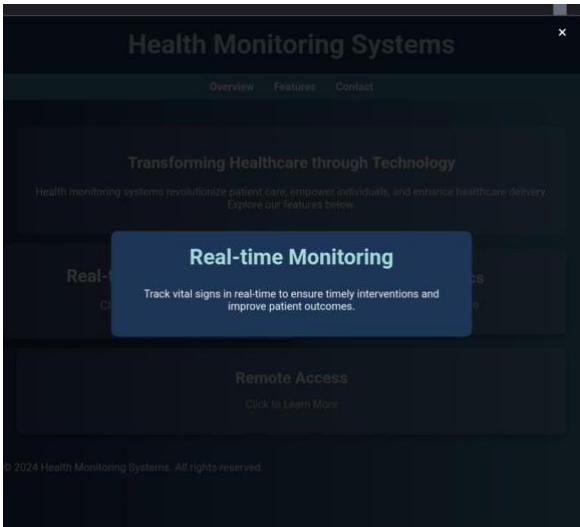 Health Monitoring Systems
×
Overview Features Contact
Transforming Healthcare through Technology
Health monitoring systems revolutionize patient care, empower individuals, and enhance healthcare delivery.
Explore our features below.
Real-time Monitoring
Track vital signs in real-time to ensure timely interventions and
improve patient outcomes.
Remote Access
Click to Learn More
© 2024 Health Monitoring Systems. All rights reserved.